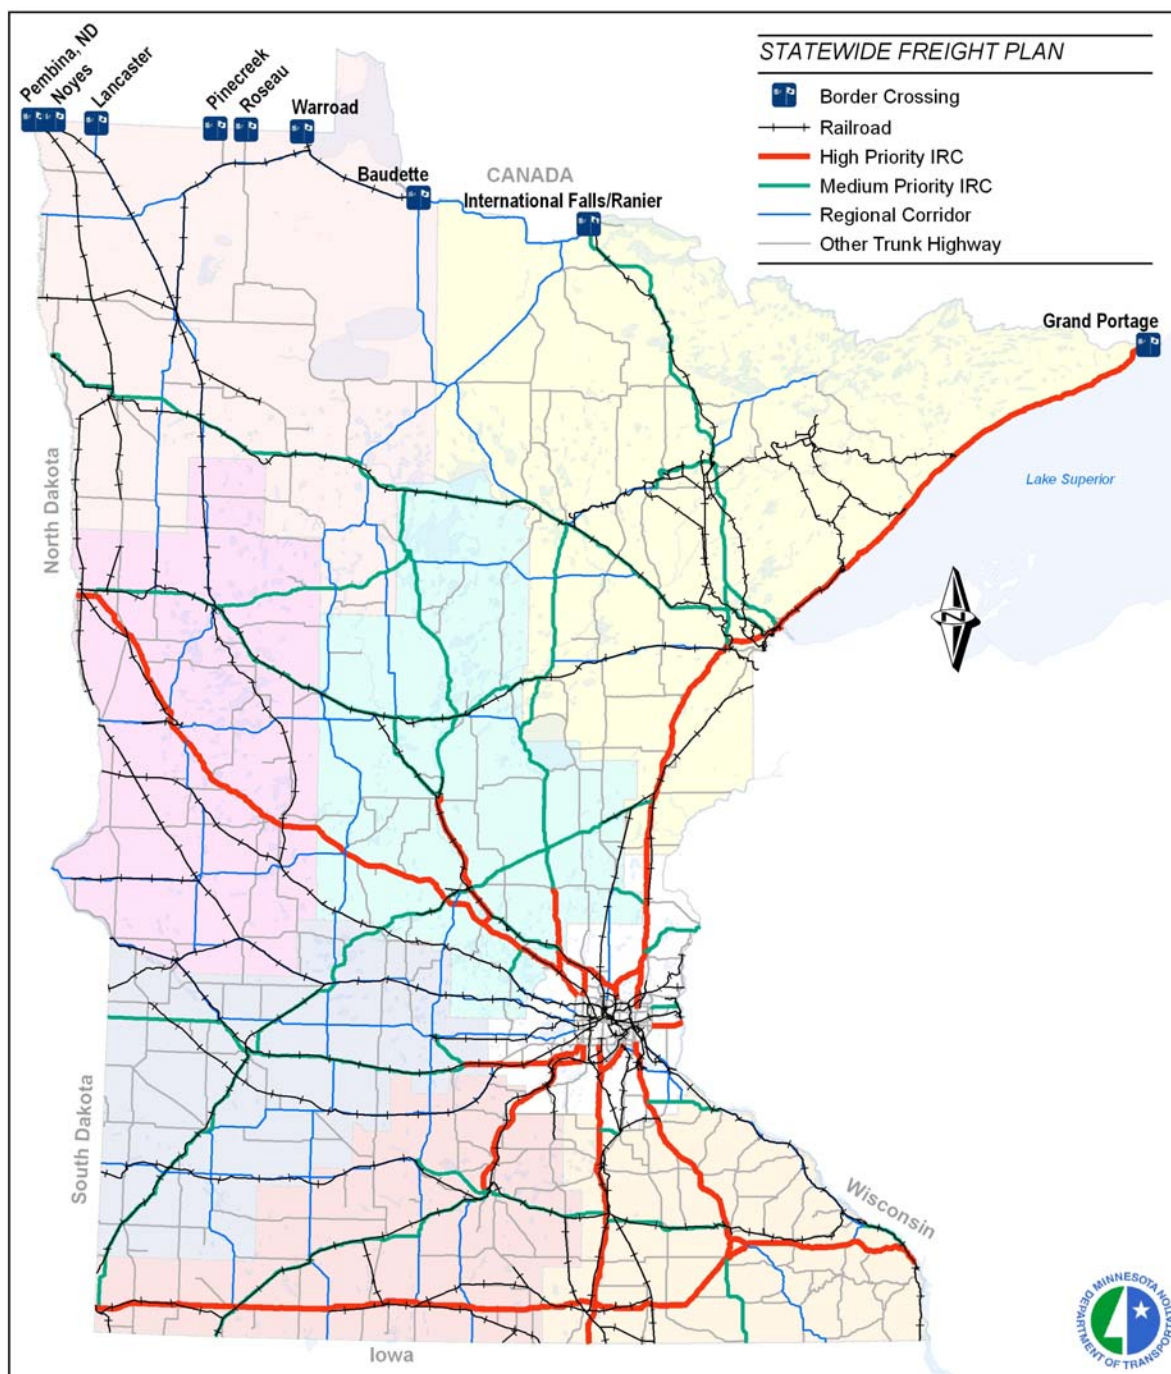 Pembina, ND
Noyes
Lancaster
Pinecreek
Roseau
Warroad
Baudette
CANADA
International Falls/Ranier
Grand Portage
STATEWIDE FREIGHT PLAN
Border Crossing
Railroad
High Priority IRC
Medium Priority IRC
Regional Corridor
Other Trunk Highway
North Dakota
Lake Superior
N
South Dakota
Wisconsin
Iowa
MINNESOTA
DEPARTMENT OF TRANSPORTATION